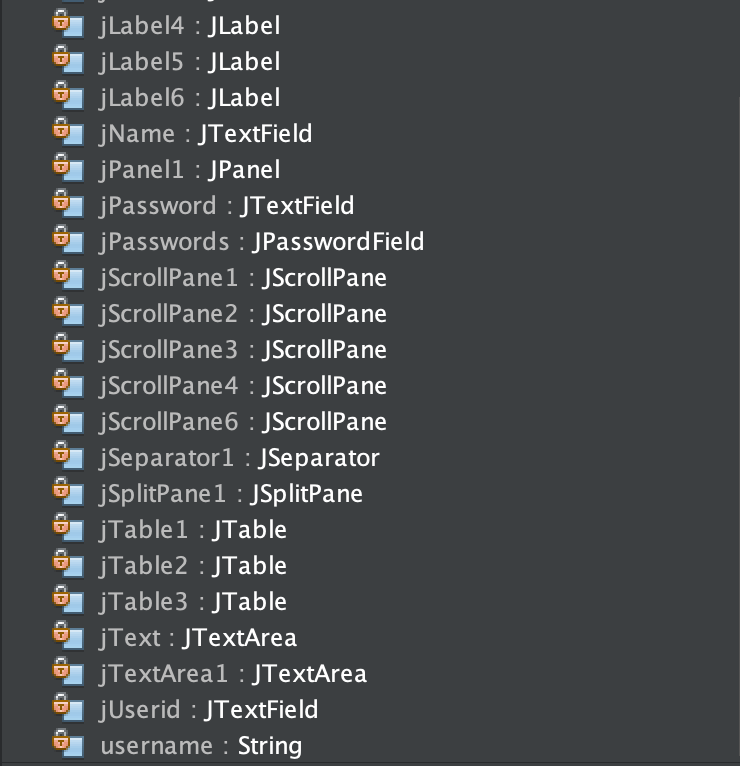 jLabel4 : JLabel
jLabel5 : JLabel
jLabel6 : JLabel
jName : JTextField
jPanel1 : JPanel
jPassword : JTextField
jPasswords : JPasswordField
jScrollPane1 : JScrollPane
jScrollPane2 : JScrollPane
jScrollPane3 : JScrollPane
jScrollPane4 : JScrollPane
jScrollPane6 : JScrollPane
jSeparator1 : JSeparator
jSplitPane1 : JSplitPane
jTable1 : JTable
jTable2 : JTable
jTable3 : JTable
jText : JTextArea
jTextArea1 : JTextArea
jUserid : JTextField
username : String